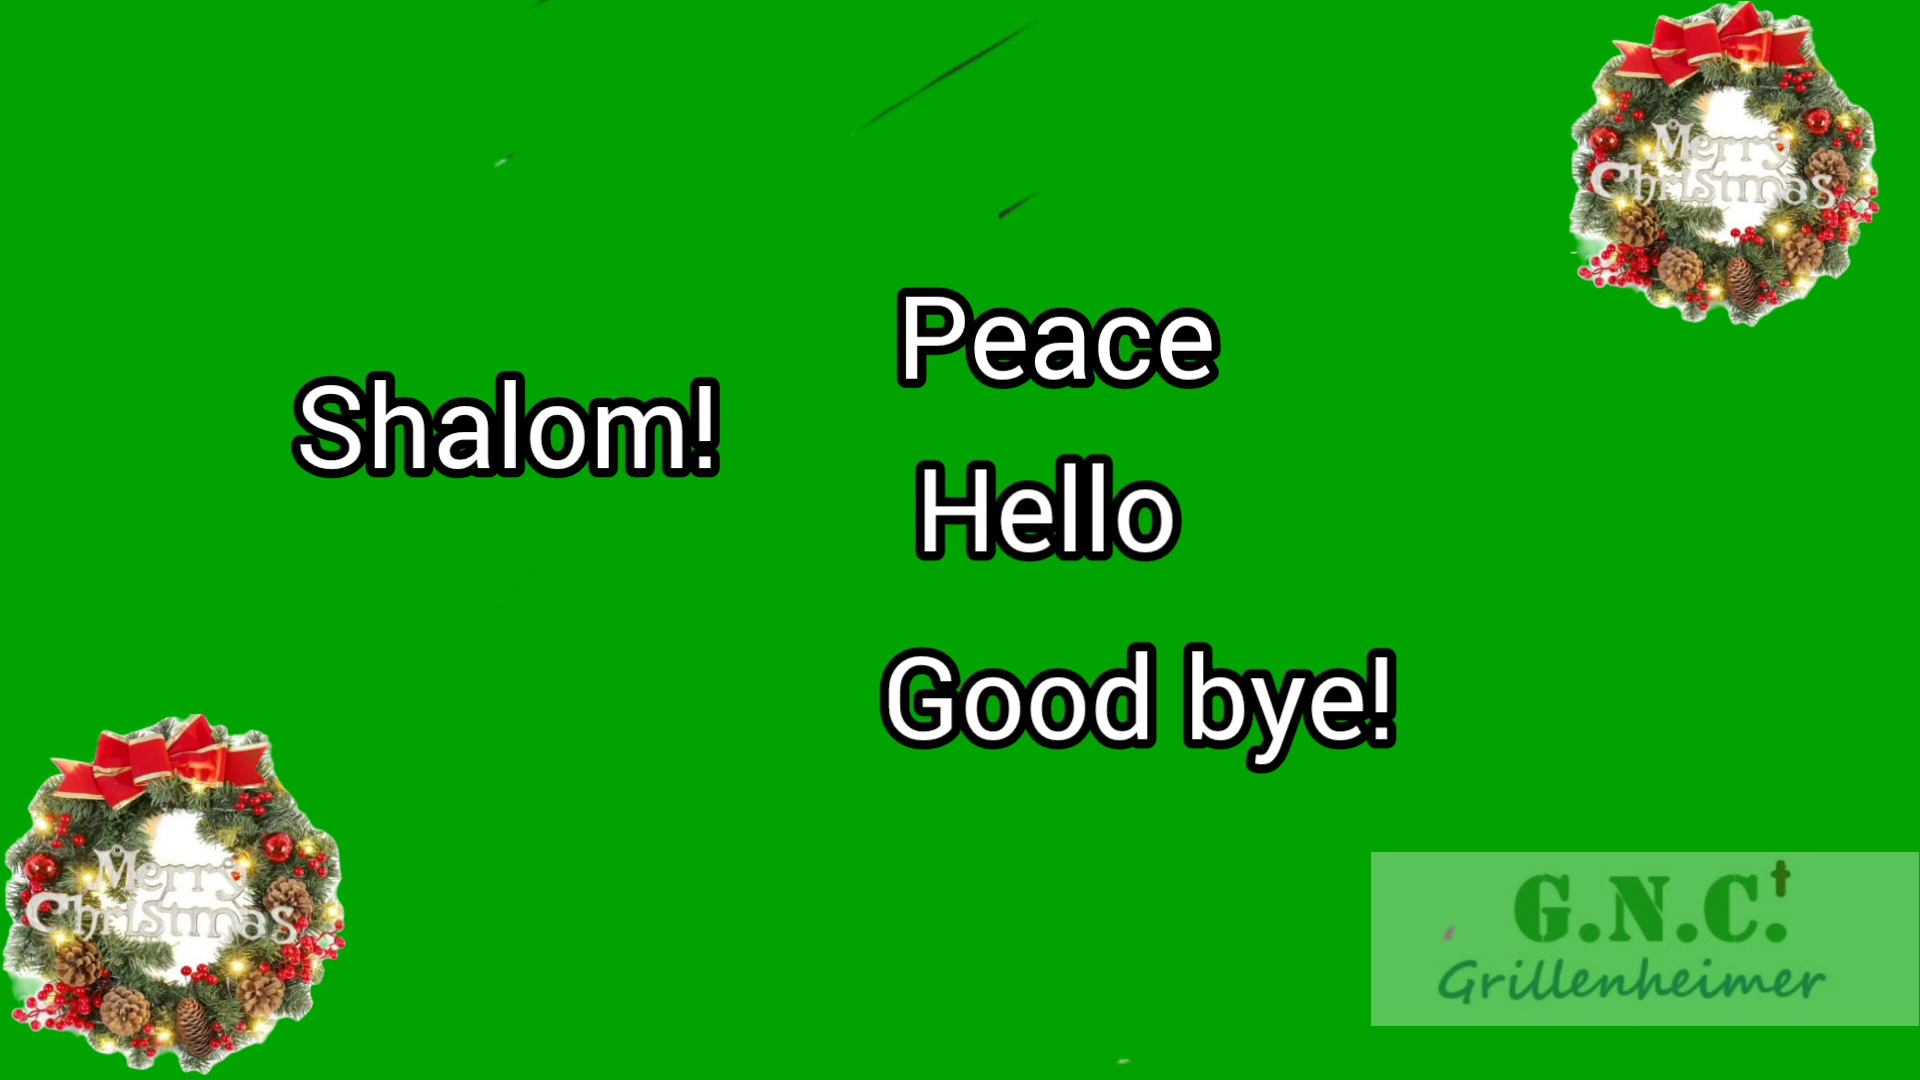 Merry
Christmas
Peace
Shalom!
Hello
Good bye!
Merry
Christmas
G.N.C.
Grillenheimer